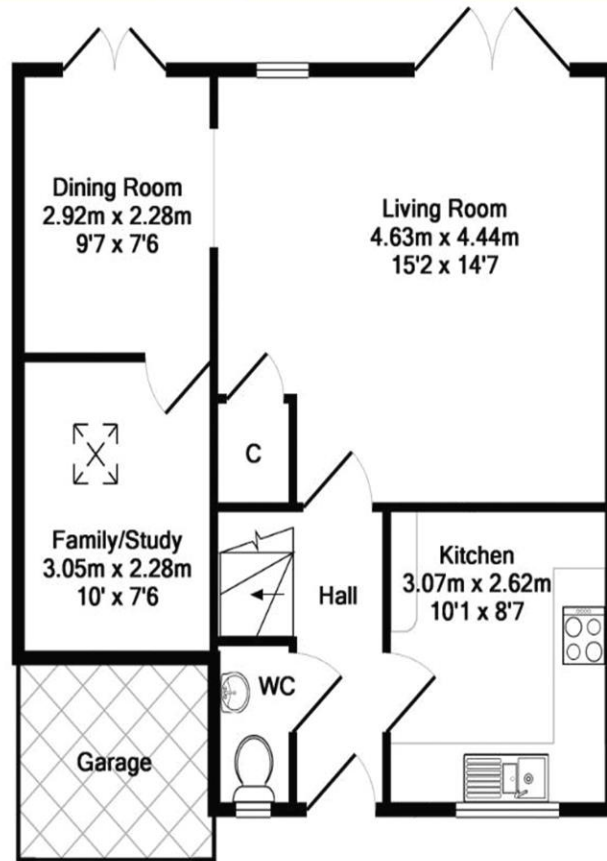 Dining Room
2.92m x 2.28m
9'7 x 7'6
Living Room
4.63m x 4.44m
15'2 x 14'7
C
Family/Study
3.05m x 2.28m
10' x 7'6
Hall
Kitchen
3.07m x 2.62m
10'1 x 8'7
WC
Garage